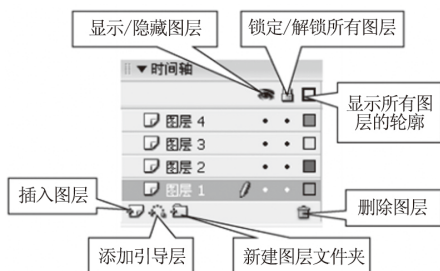 显示/隐藏图层
锁定/解锁所有图层
时间轴
显示所有图
层的轮廓
图层 4
图层 3
图层 2
图层 1
插入图层
删除图层
添加引导层
新建图层文件夹